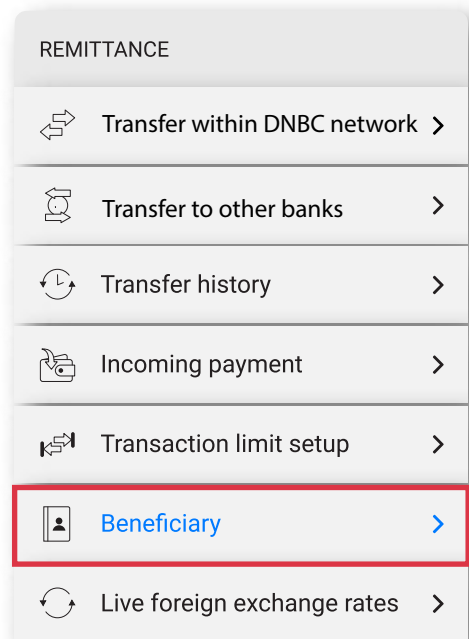 REMITTANCE
Transfer within DNBC network
Transfer to other banks
Transfer history
Incoming payment
Transaction limit setup
Beneficiary
Live foreign exchange rates